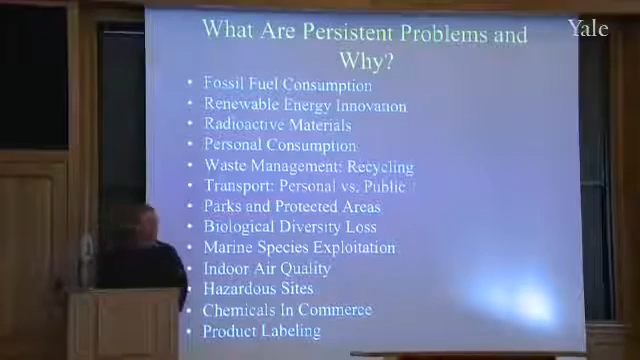 What Are Persistent Problems and
Why?
Yale
• Fossil Fuel Consumption
• Renewable Energy Innovation
• Radioactive Materials
• Personal Consumption
• Waste Management: Recycling
• Transport: Personal vs. Public
• Parks and Protected Areas
• Biological Diversity Loss
• Marine Species Exploitation
• Indoor Air Quality
• Hazardous Sites
• Chemicals In Commerce
• Product Labeling